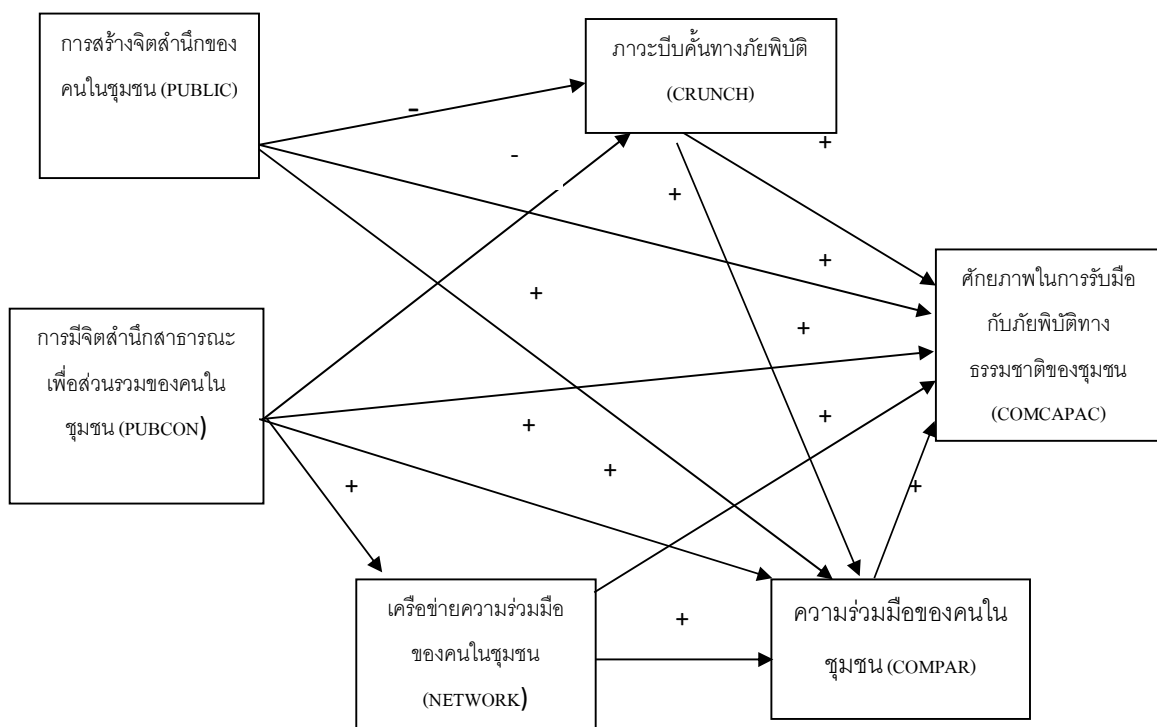 การสร้างจิตสำนึกของ
คนในชุมชน (PUBLIC)
ภาวะบีบคั้นทางภัยพิบัติ
(CRUNCH)
-
+
-
+
+
+
ศักยภาพในการรับมือ
กับภัยพิบัติทาง
ธรรมชาติของชุมชน
(COMCAPAC)
การมีจิตสำนึกสาธารณะ
เพื่อส่วนรวมของคนใน
ชุมชน (PUBCON)
+
+
+
+
+
+
เครือข่ายความร่วมมือ
ของคนในชุมชน
(NETWORK)
+
ความร่วมมือของคนใน
ชุมชน (COMPAR)